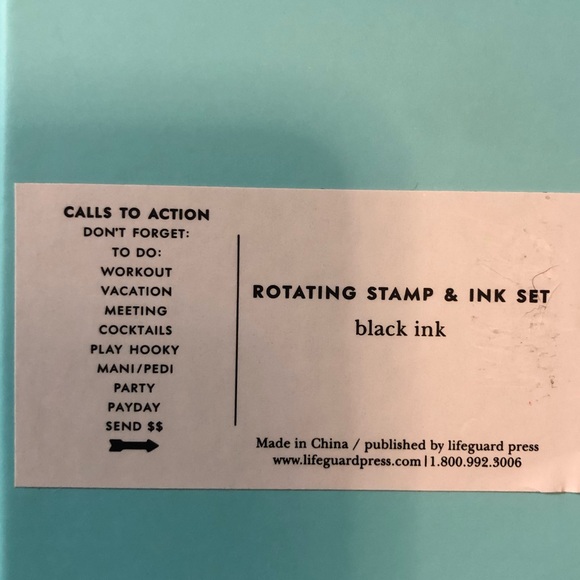 CALLS TO ACTION
DON'T FORGET:
TO DO:
WORKOUT
VACATION
MEETING
COCKTAILS
PLAY HOOKY
MANI/PEDI
PARTY
PAYDAY
SEND $$
ROTATING STAMP & INK SET
black ink
Made in China / published by lifeguard press
www.lifeguardpress.com | 1.800.992.3006